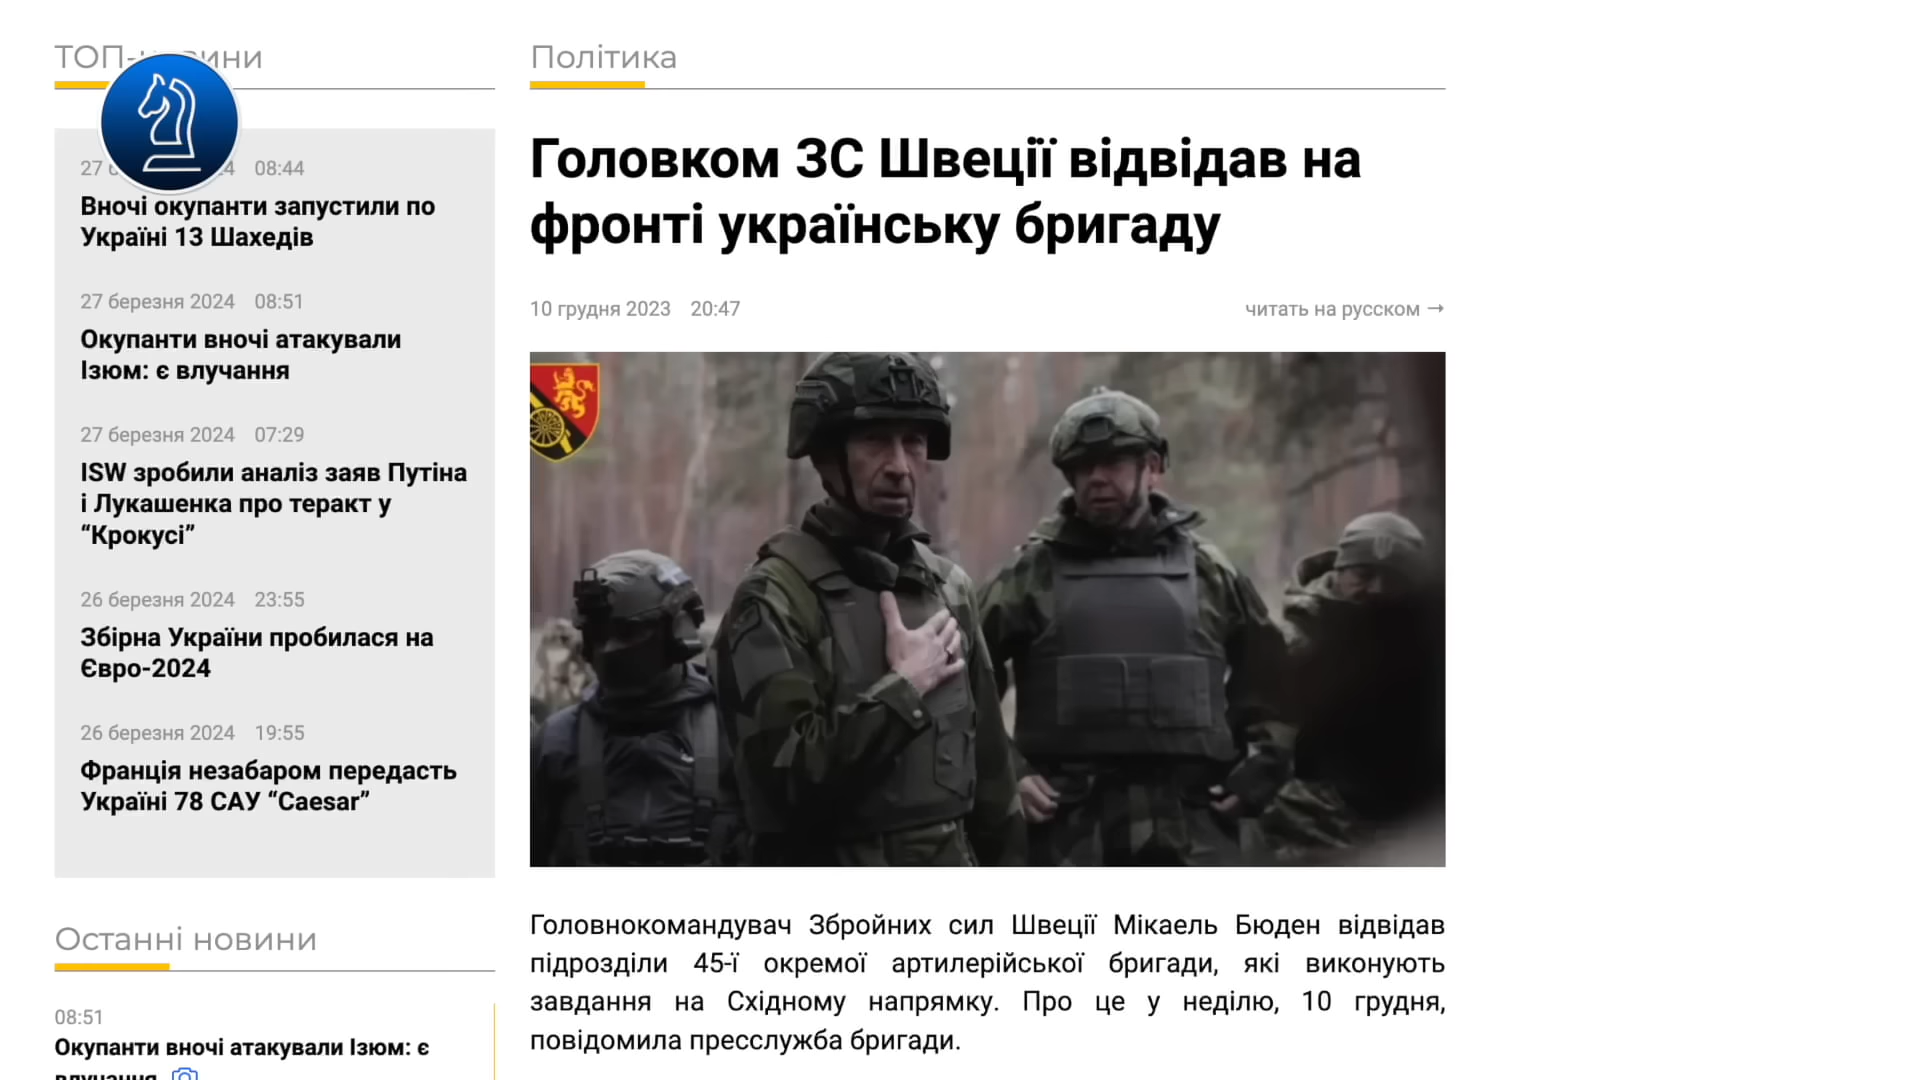 ТОП-новини
27 08:44
Вночі окупанти запустили по
Україні 13 Шахедів
27 березня 2024 08:51
Окупанти вночі атакували
Ізюм: є влучання
27 березня 2024 07:29
ISW зробили аналіз заяв Путіна
і Лукашенка про теракт у
“Крокусі”
26 березня 2024 23:55
Збірна України пробилася на
Євро-2024
26 березня 2024 19:55
Франція незабаром передасть
Україні 78 САУ “Caesar”
Останні новини
08:51
Окупанти вночі атакували Ізюм: є
влучання
Політика
Головком ЗС Швеції відвідав на
фронті українську бригаду
10 грудня 2023 20:47
читать на русском →
Головнокомандувач Збройних сил Швеції Мікаель Бюден відвідав
підрозділи 45-ї окремої артилерійської бригади, які виконують
завдання на Східному напрямку. Про це у неділю, 10 грудня,
повідомила пресслужба бригади.